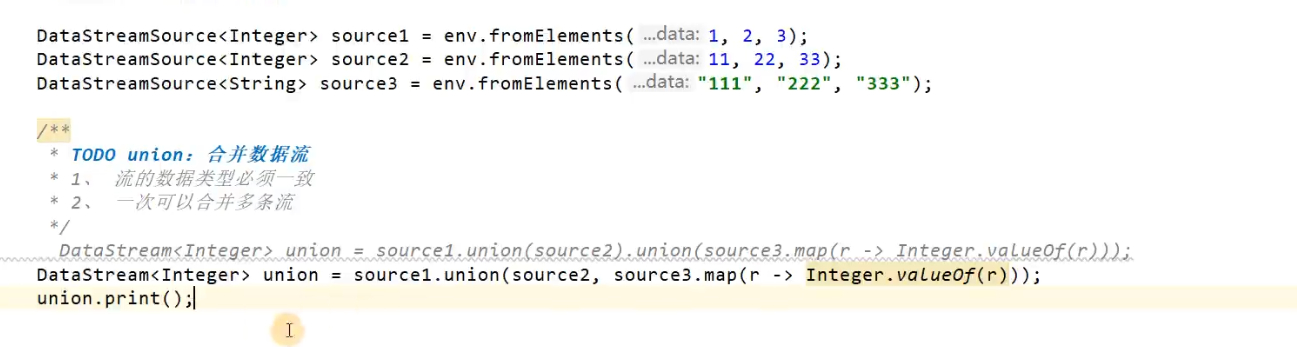 DataStreamSource<Integer> source1 = env.fromElements( ...data: 1, 2, 3);
DataStreamSource<Integer> source2 = env.fromElements( ...data: 11, 22, 33);
DataStreamSource<String> source3 = env.fromElements( ...data: "111", "222", "333");
/**
* TODO union：合并数据流
* 1、 流的数据类型必须一致
* 2、 一次可以合并多条流
*/
DataStream<Integer> union = source1.union(source2).union(source3.map(r -> Integer.valueOf(r)));
DataStream<Integer> union = source1.union(source2, source3.map(r -> Integer.valueOf(r)));
union.print();